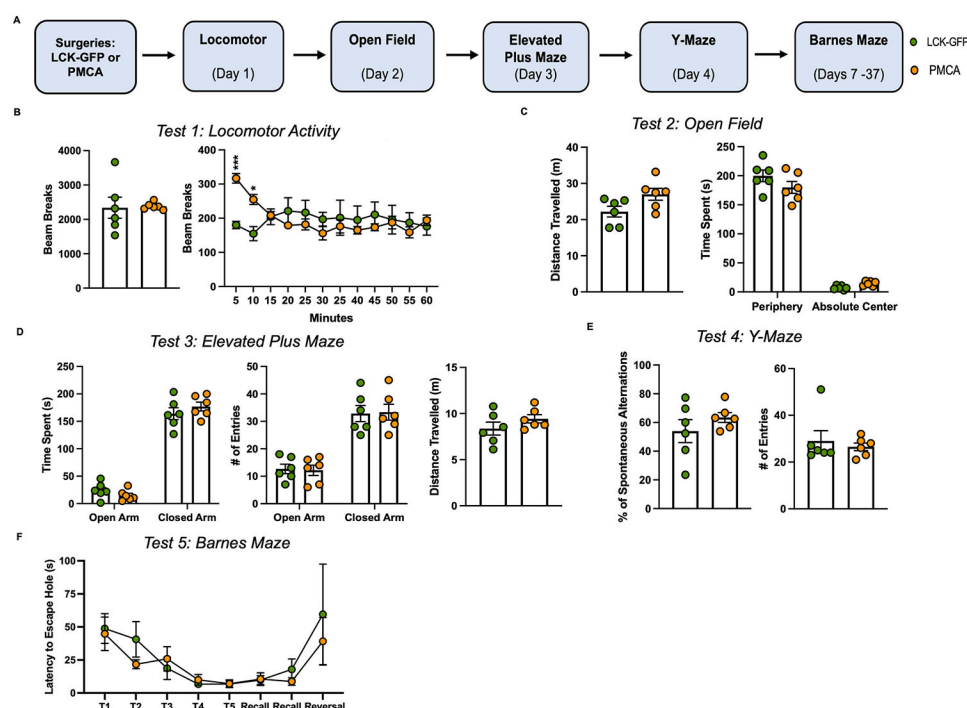 A
Surgeries:
LCK-GFP or
PMCA
Locomotor
(Day 1)
Open Field
(Day 2)
Elevated
Plus Maze
(Day 3)
Y-Maze
(Day 4)
Barnes Maze
(Days 7 -37)
LCK-GFP
PMCA
B
Test 1: Locomotor Activity
Beam Breaks
4000
3000
2000
1000
0
Beam Breaks
400
300
200
100
0
***
*
5 10 15 20 25 30 25 40 45 50 55 60
Minutes
C
Test 2: Open Field
Distance Travelled (m)
40
30
20
10
0
Time Spent (s)
250
200
150
100
50
0
Periphery Absolute Center
D
Test 3: Elevated Plus Maze
Time Spent (s)
250
200
150
100
50
0
Open Arm Closed Arm
# of Entries
50
40
30
20
10
0
Open Arm Closed Arm
Distance Travelled (m)
15
10
5
0
E
Test 4: Y-Maze
% of Spontaneous Alternations
100
80
60
40
20
0
# of Entries
60
40
20
0
F
Test 5: Barnes Maze
Latency to Escape Hole (s)
100
75
50
25
0
T1 T2 T3 T4 T5 Recall Recall Reversal